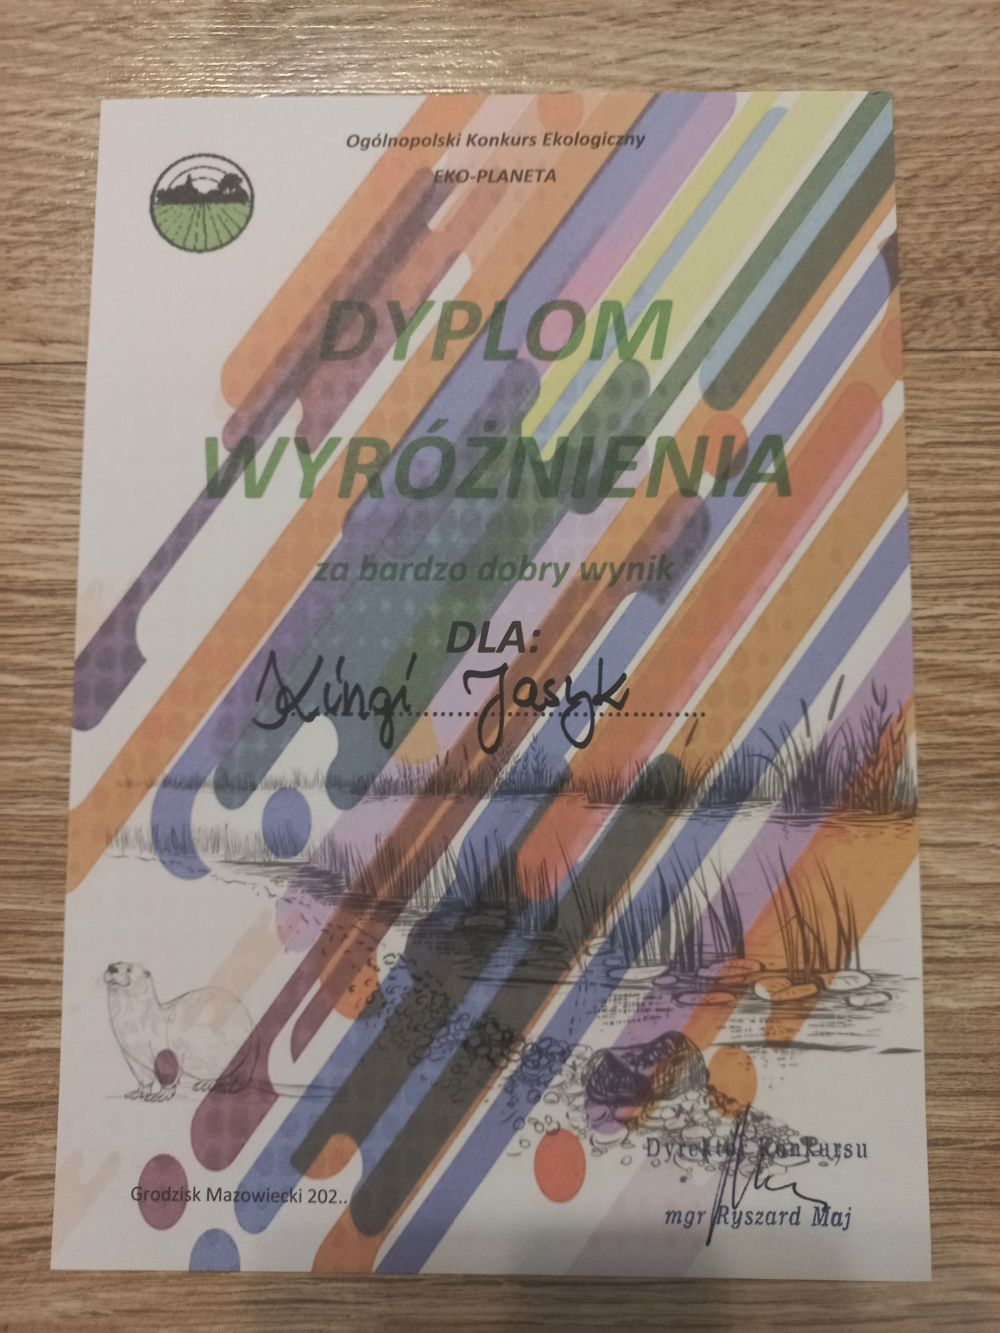 Ogólnopolski Konkurs Ekologiczny
EKO-PLANETA
DYPLOM
WYRÓŻNIENIA
za bardzo dobry wynik
DLA:
Kingi Jasyk
Grodzisk Mazowiecki 202..
Dyrektor Konkursu
mgr Ryszard Maj